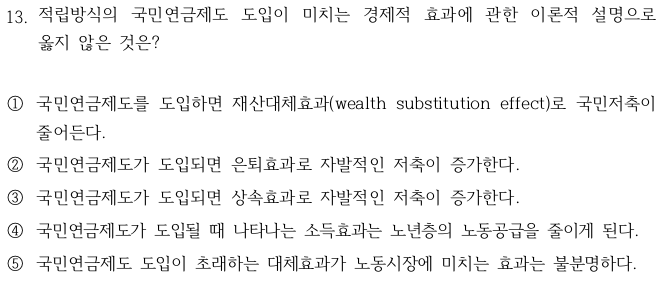 13. 적립방식의 국민연금제도 도입이 미치는 경제적 효과에 관한 이론적 설명으로
옳지 않은 것은?
① 국민연금제도를 도입하면 재산대체효과(wealth substitution effect)로 국민저축이
줄어든다.
② 국민연금제도가 도입되면 은퇴효과로 자발적인 저축이 증가한다.
③ 국민연금제도가 도입되면 상속효과로 자발적인 저축이 증가한다.
④ 국민연금제도가 도입될 때 나타나는 소득효과는 노년층의 노동공급을 줄이게 된다.
⑤ 국민연금제도 도입이 초래하는 대체효과가 노동시장에 미치는 효과는 불분명하다.